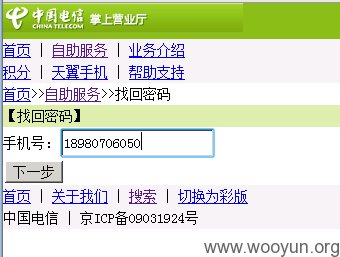 中国电信 掌上营业厅
CHINA TELECOM
首页 | 自助服务 | 业务介绍
积分 | 天翼手机 | 帮助支持
首页>>自助服务>>找回密码
【找回密码】
手机号：18980706050
下一步
首页 | 关于我们 | 搜索 | 切换为彩版
中国电信 | 京ICP备09031924号
www.wooyun.org